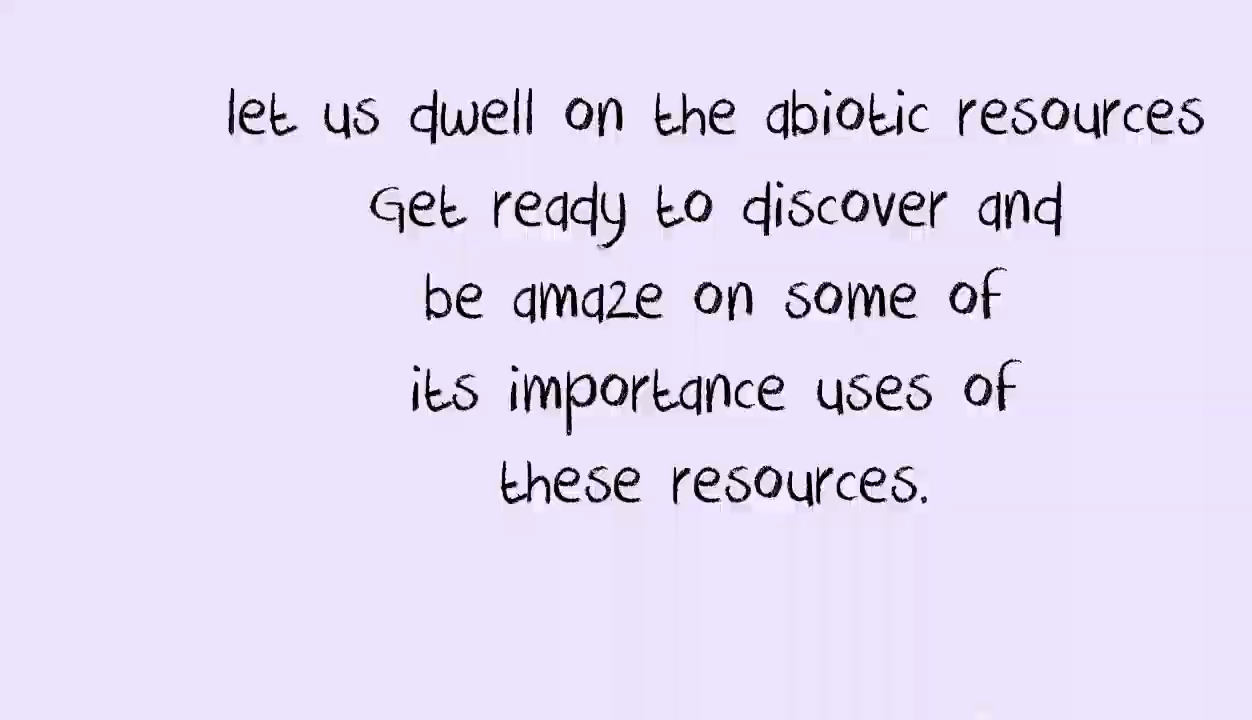 let us dwell on the abiotic resources
Get ready to discover and
be amaze on some of
its importance uses of
these resources.